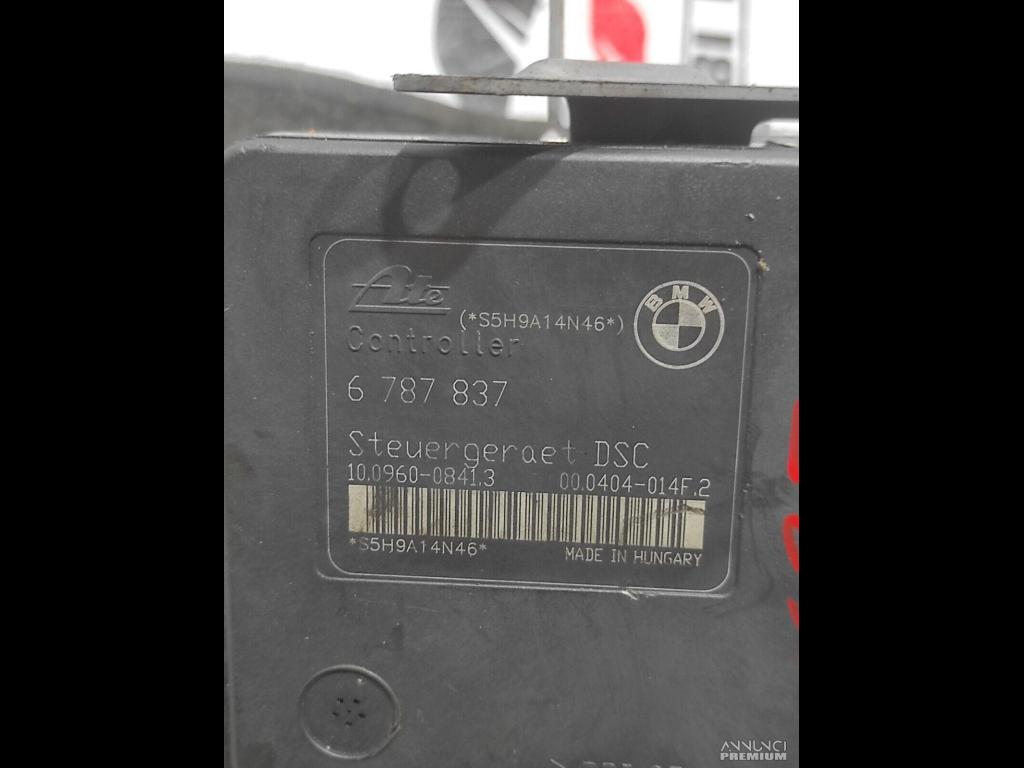 Ate
(*S5H9A14N46*)
BMW
Controller
6 787 837
Steuergeraet DSC
10.0960-0841.3 00.0404-014F.2
*S5H9A14N46* MADE IN HUNGARY
ANNUNCI
PREMIUM